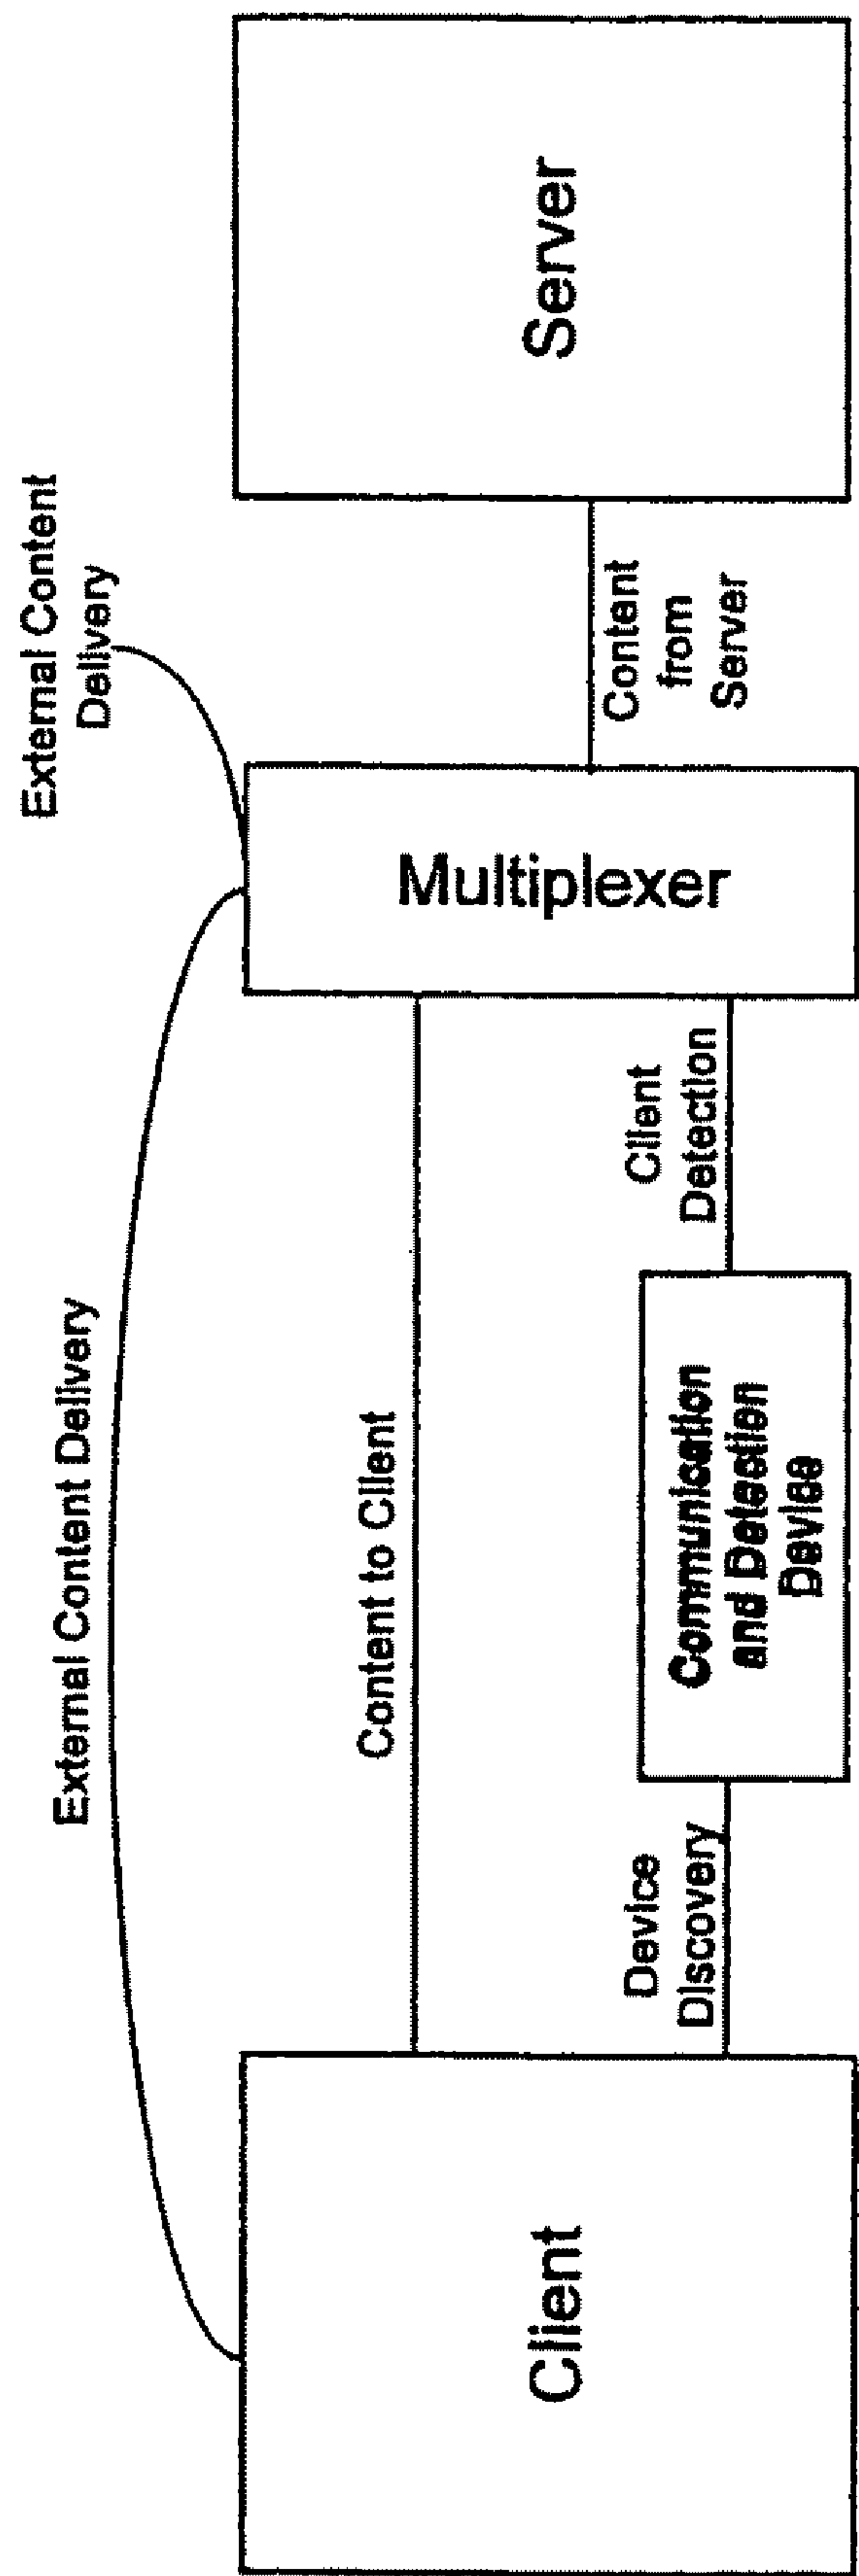 External Content Delivery
External Content
Delivery
Client
Content to Client
Device
Discovery
Communication
and Detection
Device
Client
Detection
Multiplexer
Content
from
Server
Server